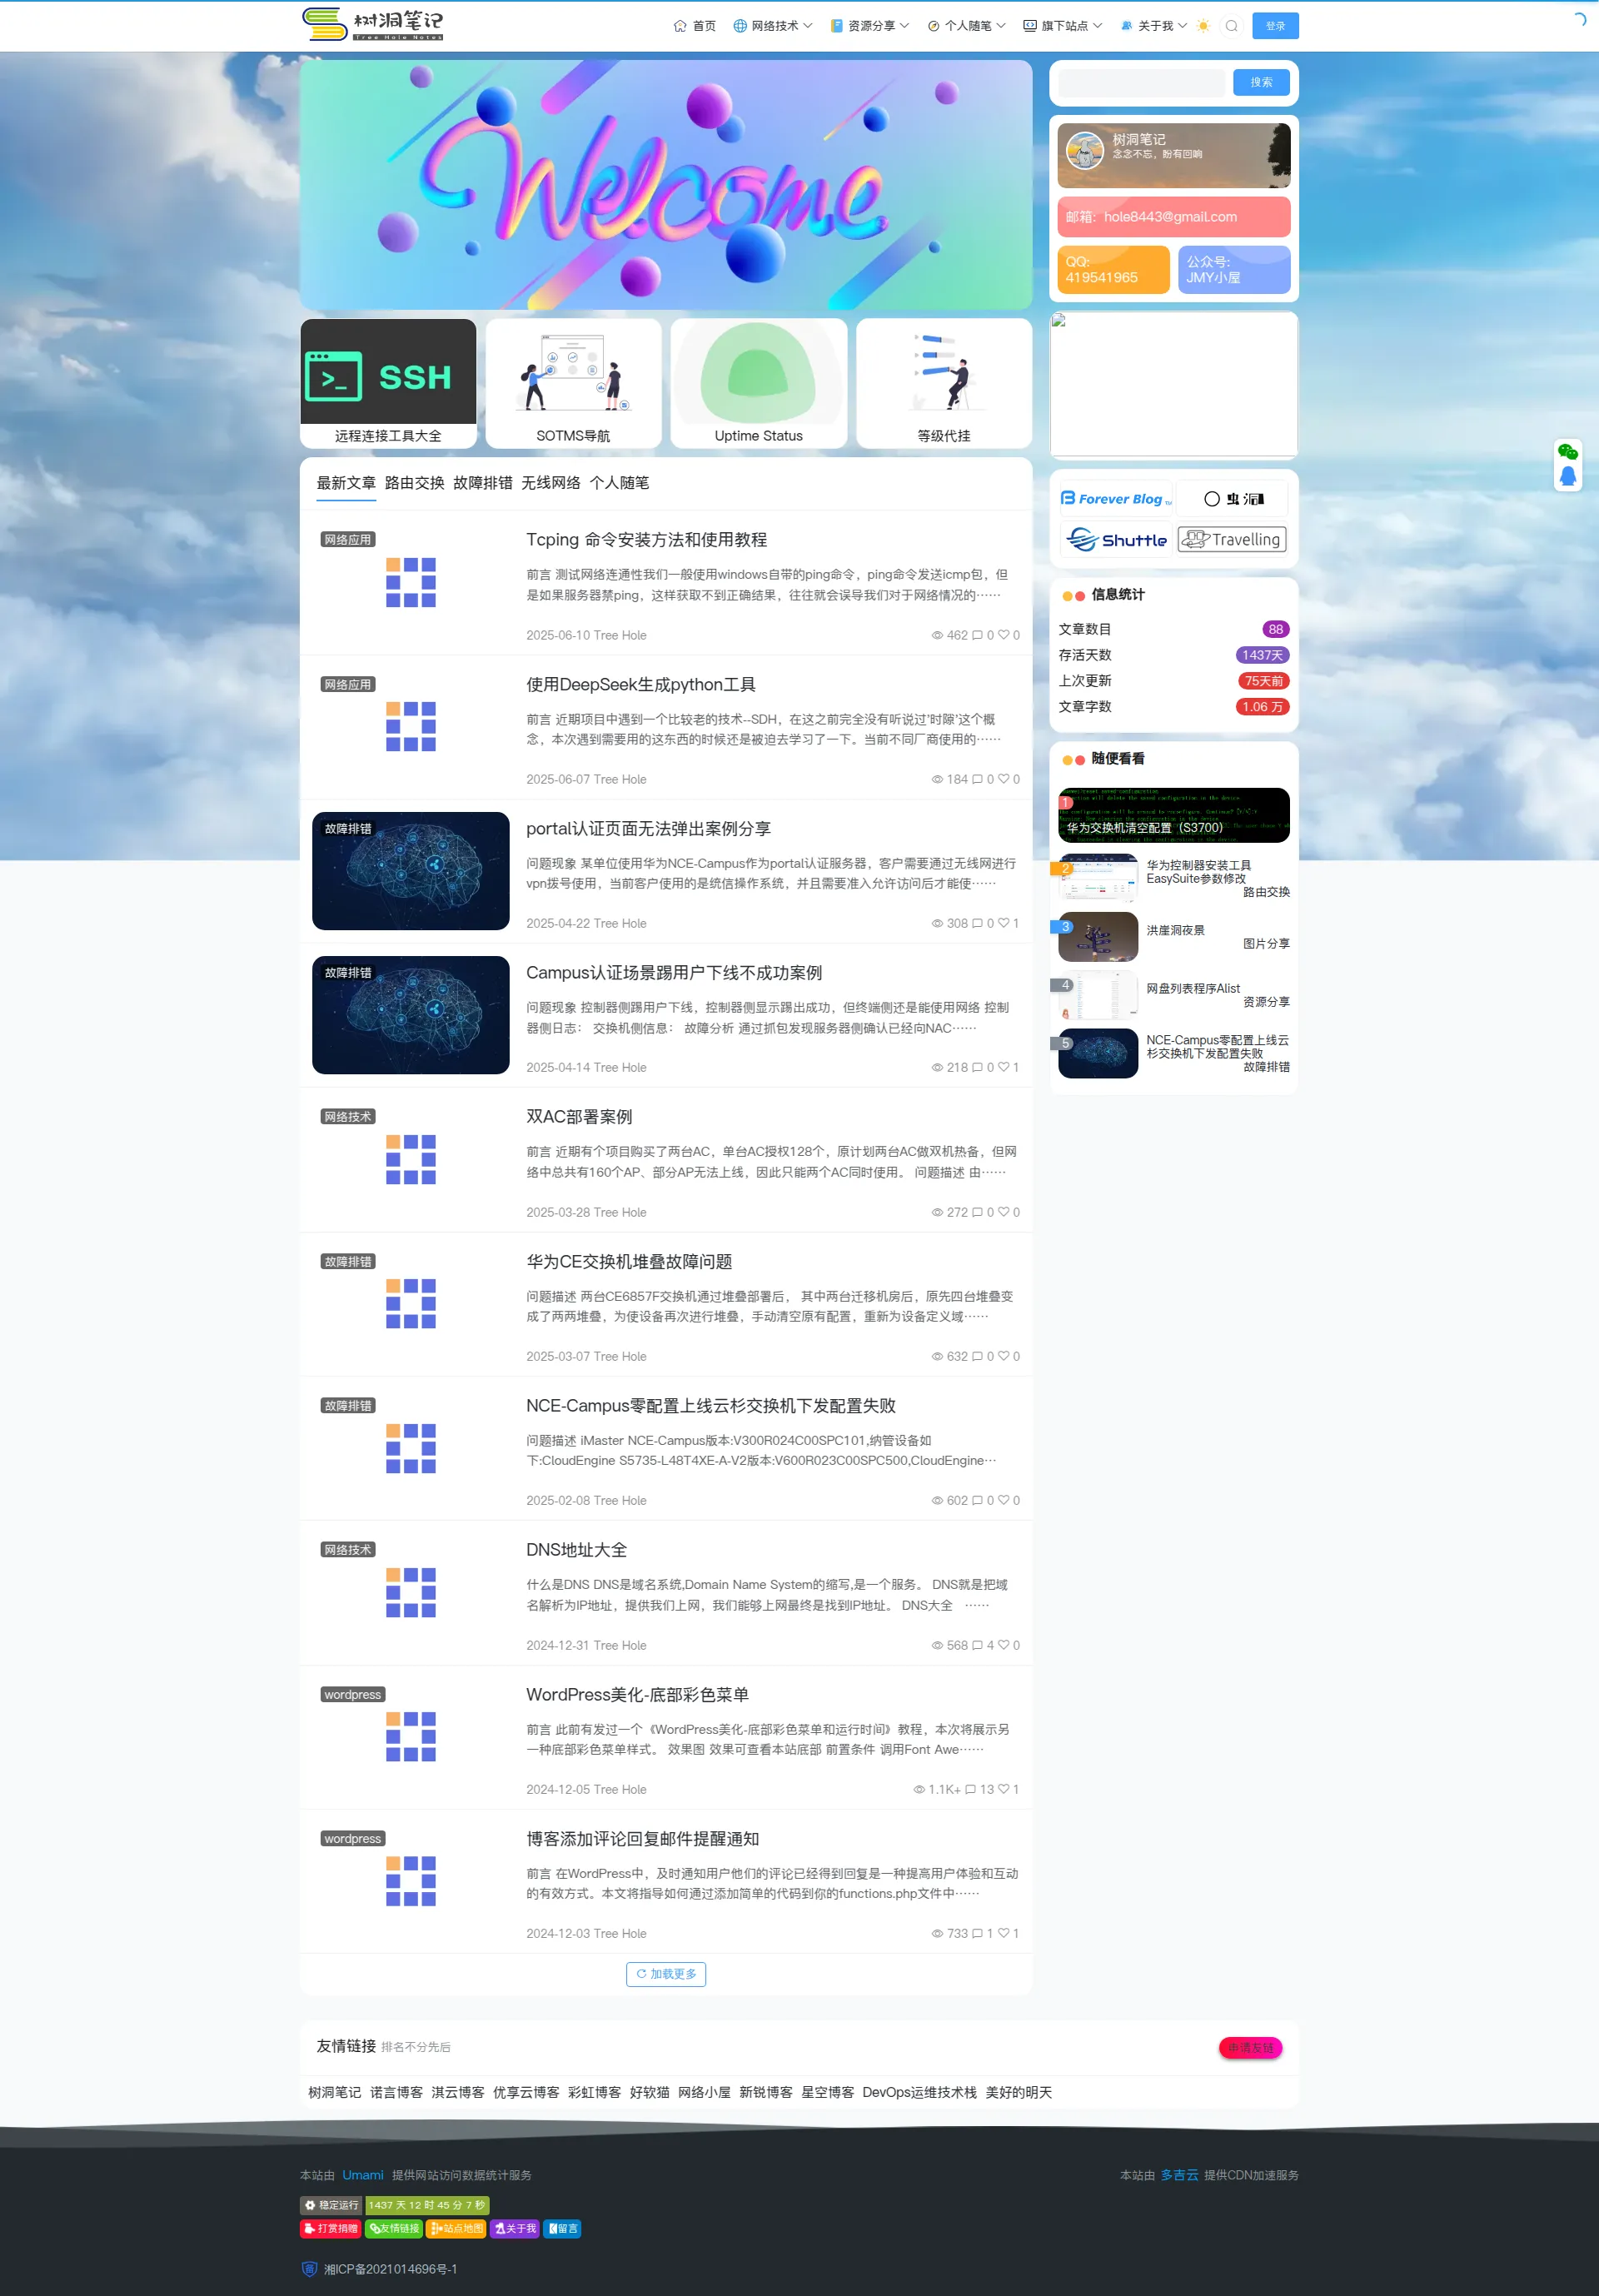 树洞笔记
Tree Hole Notes
首页 网络技术 资源分享 个人随笔 旗下站点 关于我 登录
Welcome
搜索
树洞笔记
念念不忘，盼有回响
邮箱：hole8443@gmail.com
QQ:
419541965
公众号:
JMY小屋
SSH
远程连接工具大全
SOTMS导航
Uptime Status
等级代挂
最新文章 路由交换 故障排错 无线网络 个人随笔
网络应用
Tcping 命令安装方法和使用教程
前言 测试网络连通性我们一般使用windows自带的ping命令，ping命令发送icmp包，但
是如果服务器禁ping，这样获取不到正确结果，往往就会误导我们对于网络情况的……
2025-06-10 Tree Hole
462 0 0
网络应用
使用DeepSeek生成python工具
前言 近期项目中遇到一个比较老的技术--SDH，在这之前完全没有听说过'时隙'这个概
念，本次遇到需要用的这东西的时候还是被迫去学习了一下。当前不同厂商使用的……
2025-06-07 Tree Hole
184 0 0
故障排错
portal认证页面无法弹出案例分享
问题现象 某单位使用华为NCE-Campus作为portal认证服务器，客户需要通过无线网进行
vpn拨号使用，当前客户使用的是统信操作系统，并且需要准入允许访问后才能使……
2025-04-22 Tree Hole
308 0 1
故障排错
Campus认证场景踢用户下线不成功案例
问题现象 控制器侧踢用户下线，控制器侧显示踢出成功，但终端侧还是能使用网络 控制
器侧日志： 交换机侧信息： 故障分析 通过抓包发现服务器侧确认已经向NAC……
2025-04-14 Tree Hole
218 0 1
网络技术
双AC部署案例
前言 近期有个项目购买了两台AC，单台AC授权128个，原计划两台AC做双机热备，但网
络中总共有160个AP、部分AP无法上线，因此只能两个AC同时使用。 问题描述 由……
2025-03-28 Tree Hole
272 0 0
故障排错
华为CE交换机堆叠故障问题
问题描述 两台CE6857F交换机通过堆叠部署后， 其中两台迁移机房后，原先四台堆叠变
成了两两堆叠，为使设备再次进行堆叠，手动清空原有配置，重新为设备定义域……
2025-03-07 Tree Hole
632 0 0
故障排错
NCE-Campus零配置上线云杉交换机下发配置失败
问题描述 iMaster NCE-Campus版本:V300R024C00SPC101,纳管设备如
下:CloudEngine S5735-L48T4XE-A-V2版本:V600R023C00SPC500,CloudEngine…
2025-02-08 Tree Hole
602 0 0
网络技术
DNS地址大全
什么是DNS DNS是域名系统,Domain Name System的缩写,是一个服务。 DNS就是把域
名解析为IP地址，提供我们上网，我们能够上网最终是找到IP地址。 DNS大全 ……
2024-12-31 Tree Hole
568 4 0
wordpress
WordPress美化-底部彩色菜单
前言 此前有发过一个《WordPress美化-底部彩色菜单和运行时间》教程，本次将展示另
一种底部彩色菜单样式。 效果图 效果可查看本站底部 前置条件 调用Font Awe……
2024-12-05 Tree Hole
1.1K+ 13 1
wordpress
博客添加评论回复邮件提醒通知
前言 在WordPress中，及时通知用户他们的评论已经得到回复是一种提高用户体验和互动
的有效方式。本文将指导如何通过添加简单的代码到你的functions.php文件中……
2024-12-03 Tree Hole
733 1 1
加载更多
Forever Blog
虫洞
Shuttle
Travelling
信息统计
文章数目 88
存活天数 1437天
上次更新 75天前
文章字数 1.06 万
随便看看
1
华为交换机清空配置（S3700）
2
华为控制器安装工具
EasySuite参数修改
路由交换
3
洪崖洞夜景
图片分享
4
网盘列表程序Alist
资源分享
5
NCE-Campus零配置上线云
杉交换机下发配置失败
故障排错
友情链接 排名不分先后
申请友链
树洞笔记 诺言博客 淇云博客 优享云博客 彩虹博客 好软猫 网络小屋 新锐博客 星空博客 DevOps运维技术栈 美好的明天
本站由 Umami 提供网站访问数据统计服务
本站由 多吉云 提供CDN加速服务
稳定运行 1437 天 12 时 45 分 7 秒
打赏捐赠 友情链接 站点地图 关于我 留言
湘ICP备2021014696号-1